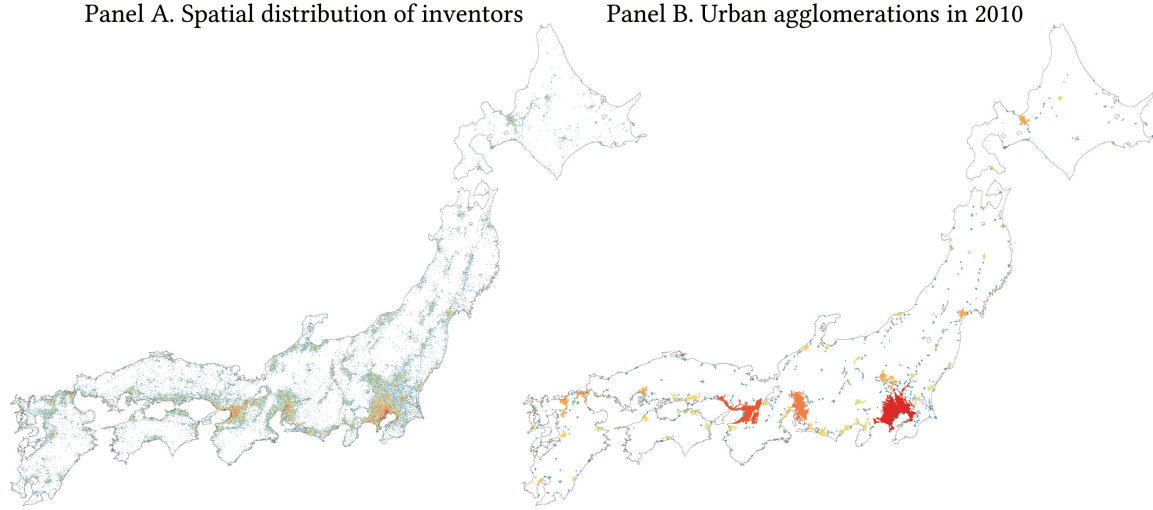 Panel A. Spatial distribution of inventors
Panel B. Urban agglomerations in 2010